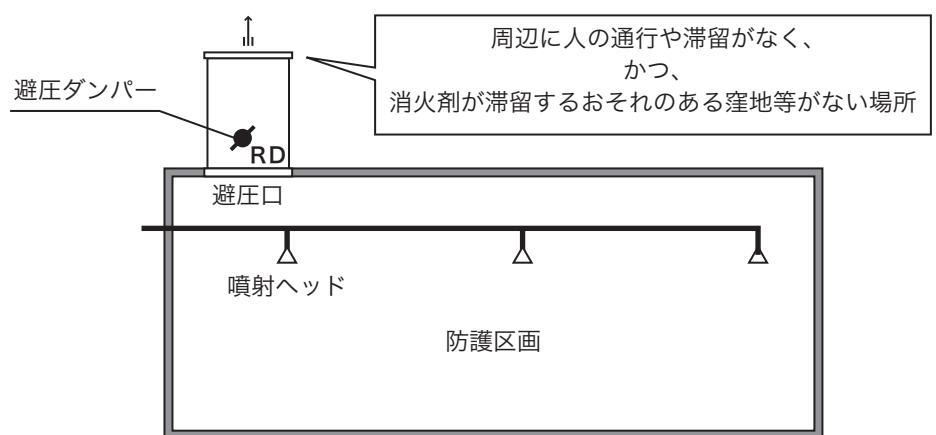 周辺に人の通行や滞留がなく、
かつ、
消火剤が滞留するおそれのある窪地等がない場所
避圧ダンパー
RD
避圧口
噴射ヘッド
防護区画